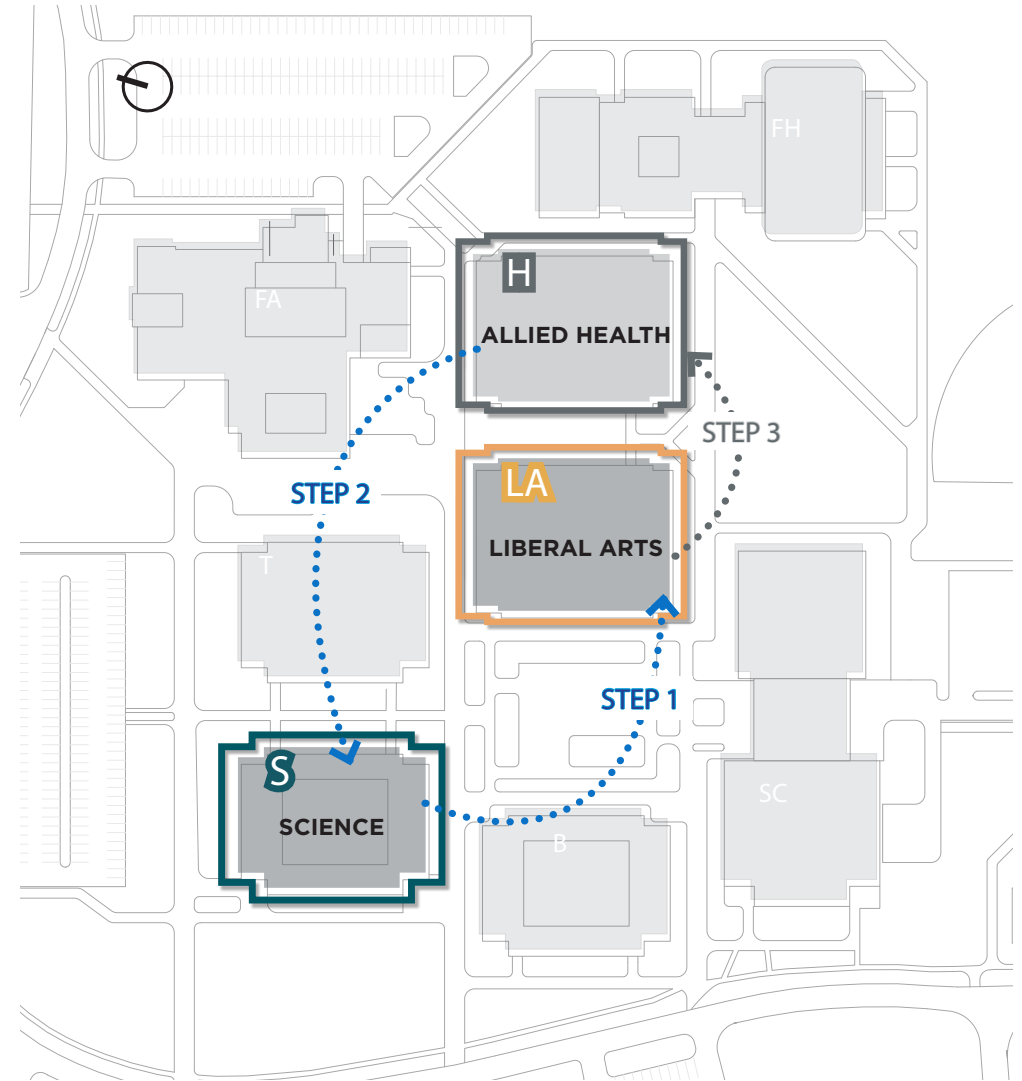 FH
H
ALLIED HEALTH
FA
STEP 3
LA
STEP 2
LIBERAL ARTS
T
STEP 1
S
SCIENCE
SC
B